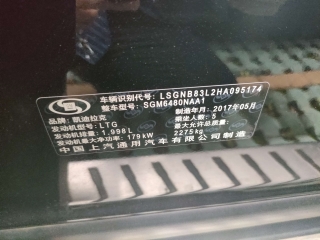 车辆识别代号: LSGNB83L2HA095174
整车型号: SGM6480NAA1
品牌: 凯迪拉克 制造年月: 2017年05月
发动机型号: LTG 乘坐人数: 5
发动机排量: 1.998L 最大允许总质量:
发动机最大净功率: 179kW 2275kg
中国上汽通用汽车有限公司制造